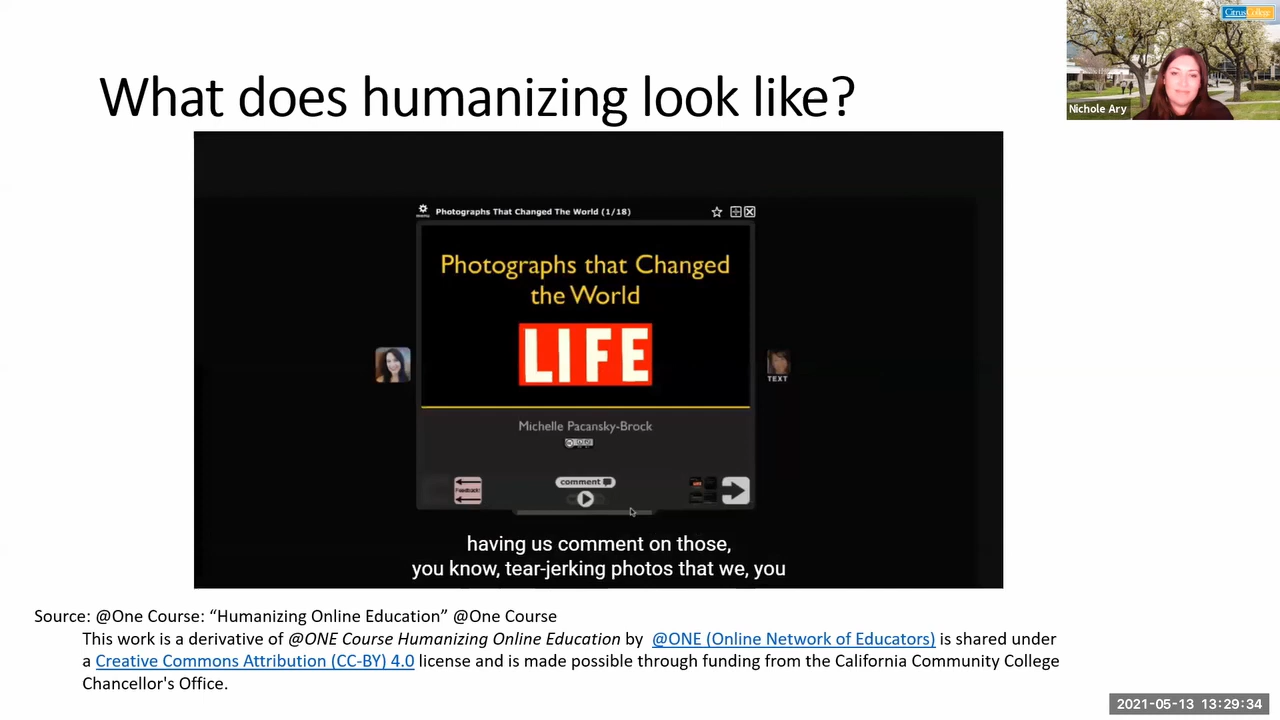 CitrusCollege
Nichole Ary
What does humanizing look like?
menu
Photographs That Changed The World (1/18)
Photographs that Changed
the World
LIFE
TEXT
Michelle Pacansky-Brock
Feedback!
comment
having us comment on those,
you know, tear-jerking photos that we, you
Source: @One Course: “Humanizing Online Education” @One Course
This work is a derivative of @ONE Course Humanizing Online Education by @ONE (Online Network of Educators) is shared under
a Creative Commons Attribution (CC-BY) 4.0 license and is made possible through funding from the California Community College
Chancellor's Office.
2021-05-13 13:29:34